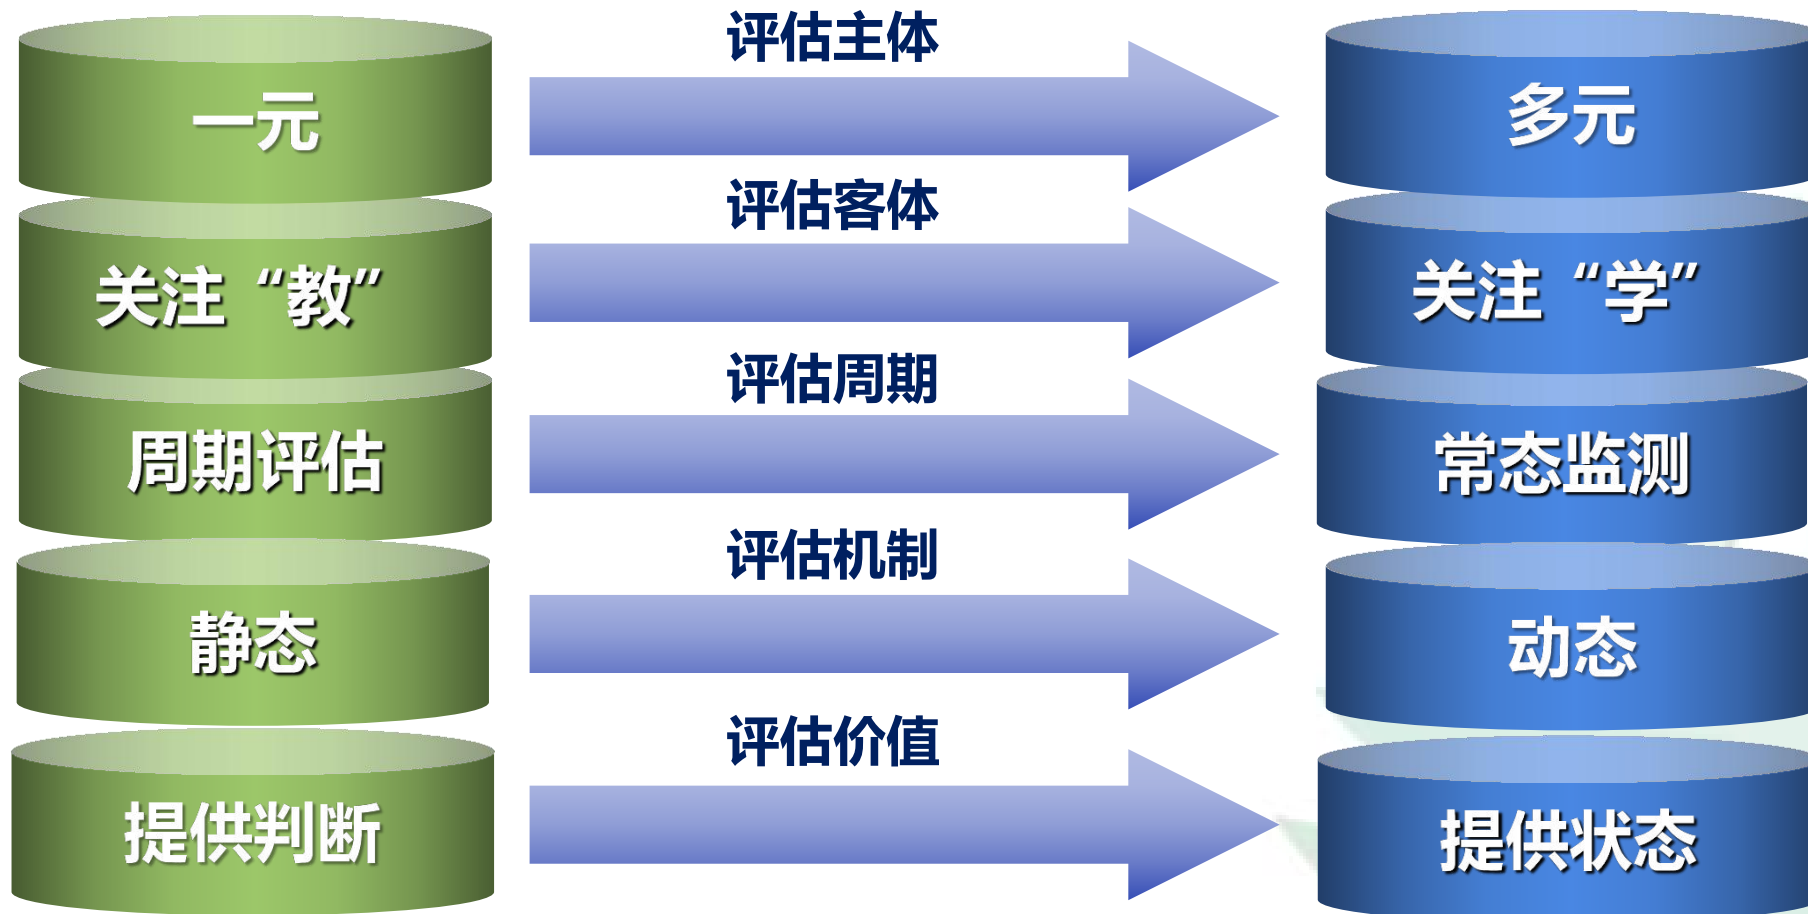 评估主体
一元
多元
评估客体
关注“教”
关注“学”
评估周期
周期评估
常态监测
评估机制
静态
动态
评估价值
提供判断
提供状态